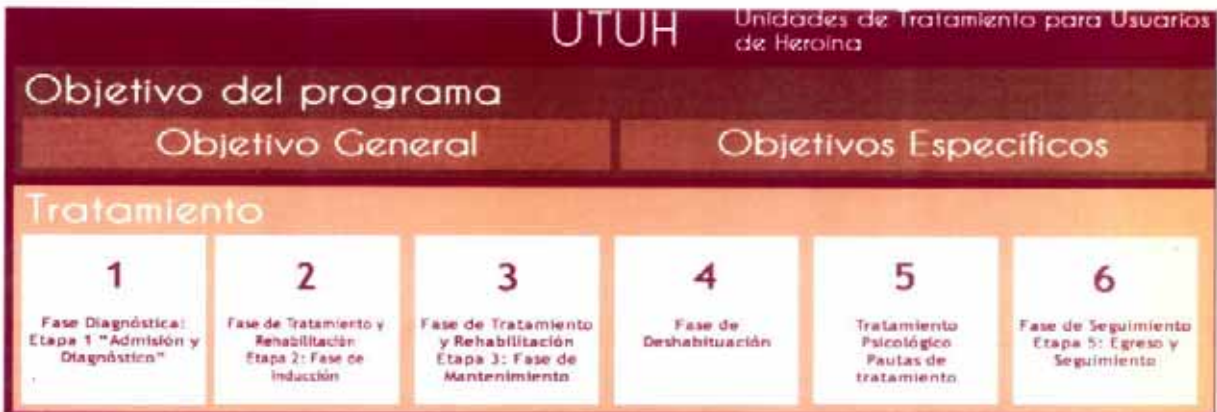 UTUH
Unidades de Tratamiento para Usuarios
de Heroína
Objetivo del programa
Objetivo General
Objetivos Específicos
Tratamiento
1
Fase Diagnóstica:
Etapa 1 "Admisión y
Diagnóstico"
2
Fase de Tratamiento y
Rehabilitación
Etapa 2: Fase de
Inducción
3
Fase de Tratamiento
y Rehabilitación
Etapa 3: Fase de
Mantenimiento
4
Fase de
Deshabituación
5
Tratamiento
Psicológico
Pautas de
tratamiento
6
Fase de Seguimiento
Etapa 5: Egreso y
Seguimiento